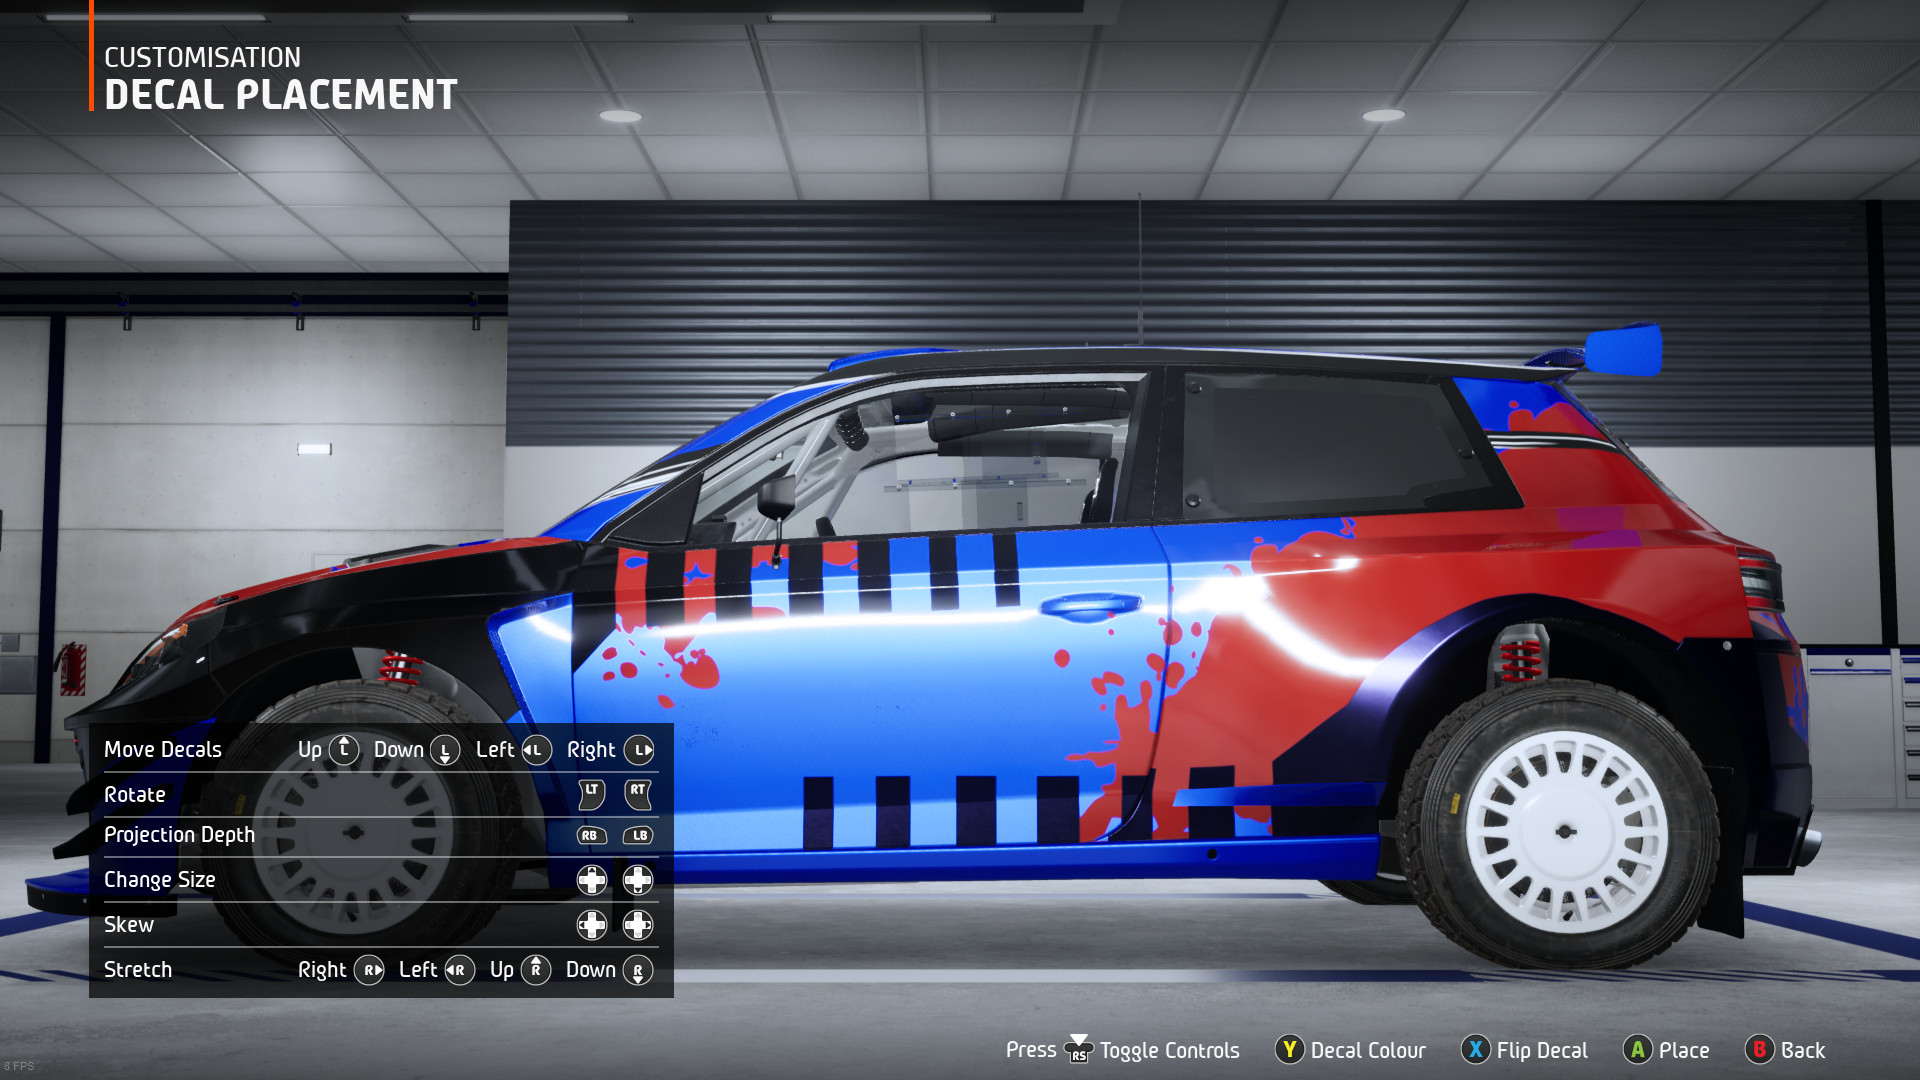 CUSTOMISATION
DECAL PLACEMENT
Move Decals Up L Down L Left L Right L
Rotate LT RT
Projection Depth RB LB
Change Size
Skew
Stretch Right R Left R Up R Down R
Press RS Toggle Controls Y Decal Colour X Flip Decal A Place B Back
8 FPS